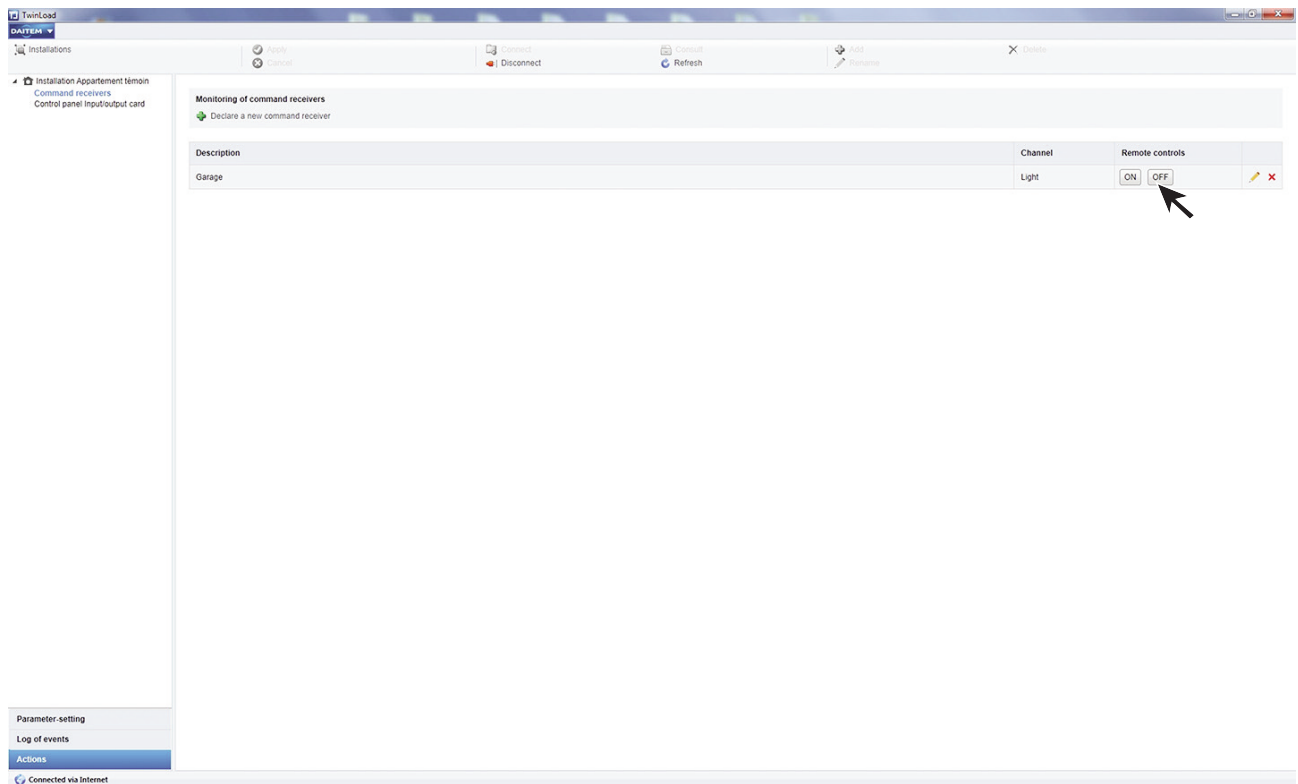 TwinLoad
DAITEM
Installations
Apply
Cancel
Connect
Disconnect
Consult
Refresh
Add
Rename
Delete
Installation Appartement témoin
Command receivers
Control panel Input/output card
Monitoring of command receivers
Declare a new command receiver
Description Channel Remote controls
Garage Light ON OFF
Parameter-setting
Log of events
Actions
Connected via Internet